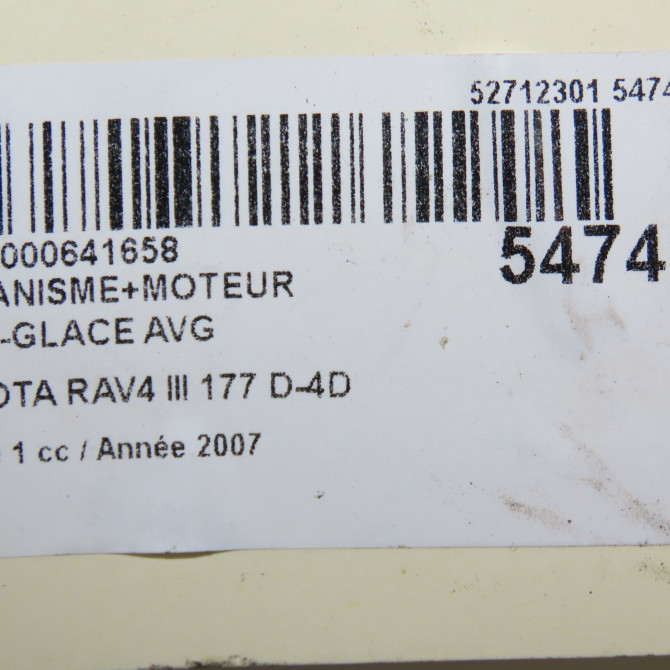 52712301 5474
000641658
5474
ANISME+MOTEUR
-GLACE AVG
OTA RAV4 III 177 D-4D
1 cc / Année 2007